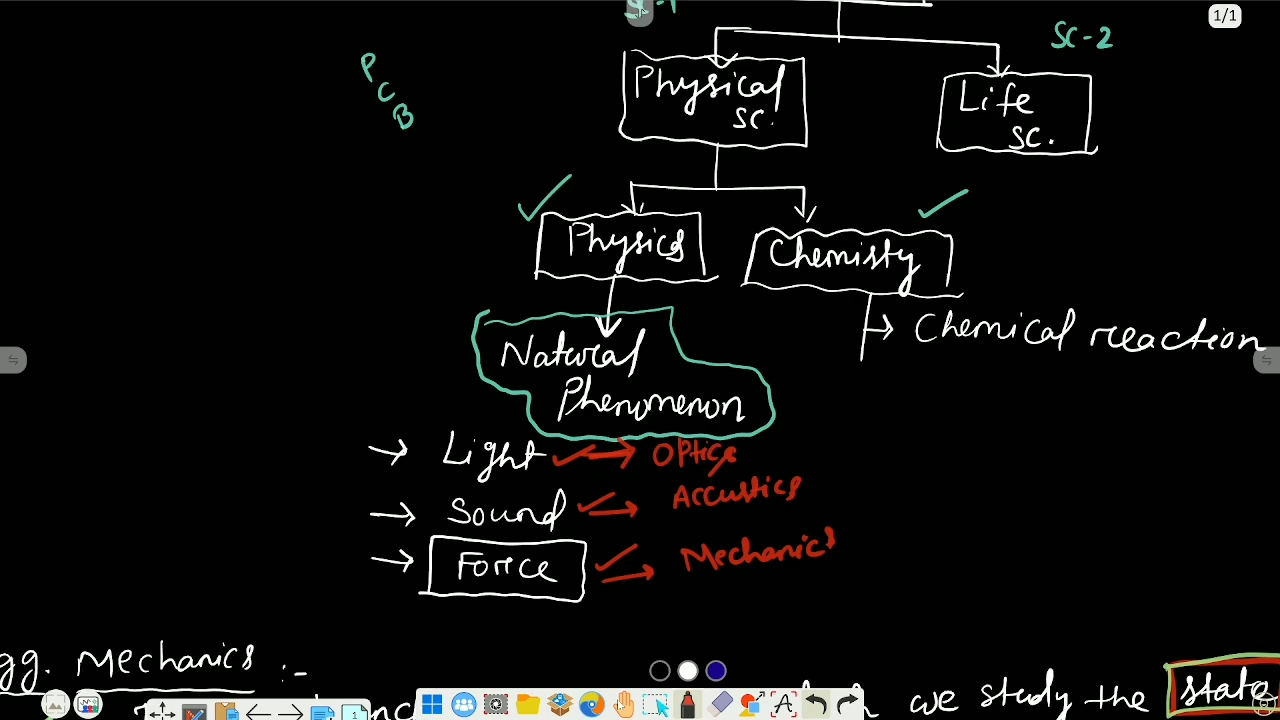 1/1
SC-2
P
C
B
Physical
SC.
Life
SC.
Physics
Chemisty
Natural
Phenomenon
→ Chemical reaction
→ Light → Optics
→ Sound → Accustics
→ Force → Mechanics
gg. Mechanics :-
we study the state